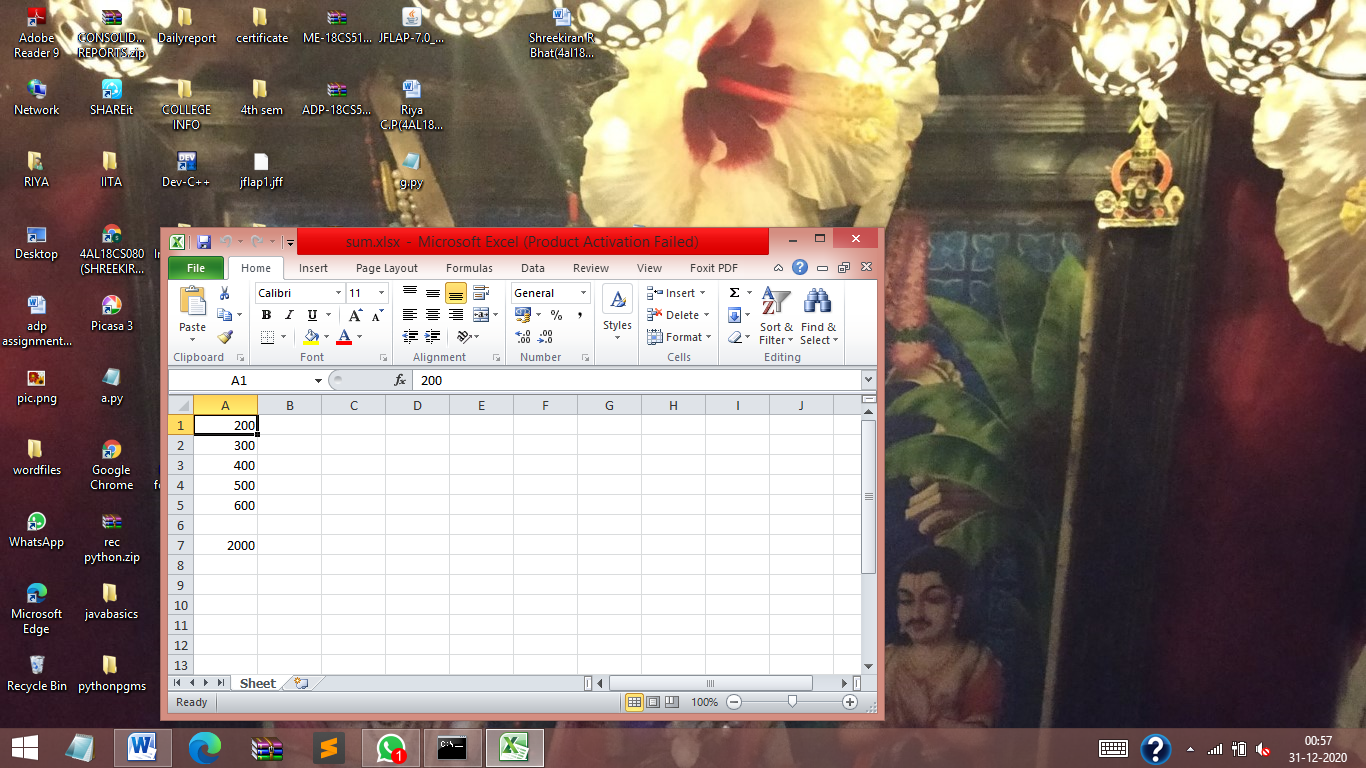 Adobe
Reader 9
CONSOLID...
REPORTS.zip
Dailyreport
certificate
ME-18CS51...
JFLAP-7.0_...
Shreekiran R
Bhat(4al18...
Network
SHAREit
COLLEGE
INFO
4th sem
ADP-18CS5...
Riya
C.P(4AL18...
RIYA
IITA
DEV
Dev-C++
jflap1.jff
g.py
Desktop
4AL18CS080
(SHREEKIR...
adp
assignment...
Picasa 3
pic.png
a.py
wordfiles
Google
Chrome
WhatsApp
rec
python.zip
Microsoft
Edge
javabasics
Recycle Bin
pythonpgms
sum.xlsx - Microsoft Excel (Product Activation Failed)
File Home Insert Page Layout Formulas Data Review View Foxit PDF
Paste
Clipboard
Calibri 11
B I U A A
A
Font
Alignment
General
% ,
.0 .00 .00 .0
Number
A
Styles
Insert
Delete
Format
Cells
Σ
Sort &
Filter
Find &
Select
Editing
A1 fx 200
A B C D E F G H I J
1 200
2 300
3 400
4 500
5 600
6
7 2000
8
9
10
11
12
13
Sheet
Ready 100%
1
C:\
00:57
31-12-2020